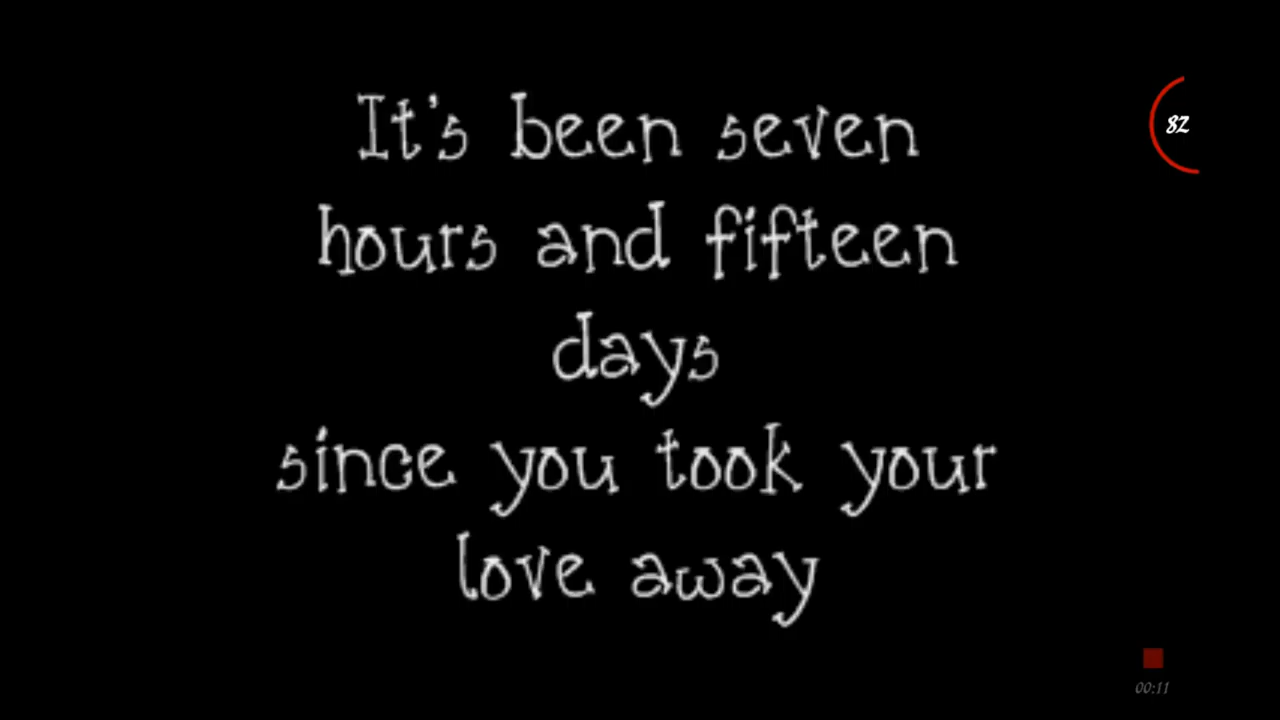 It's been seven
hours and fifteen
days
since you took your
love away
82
00:11